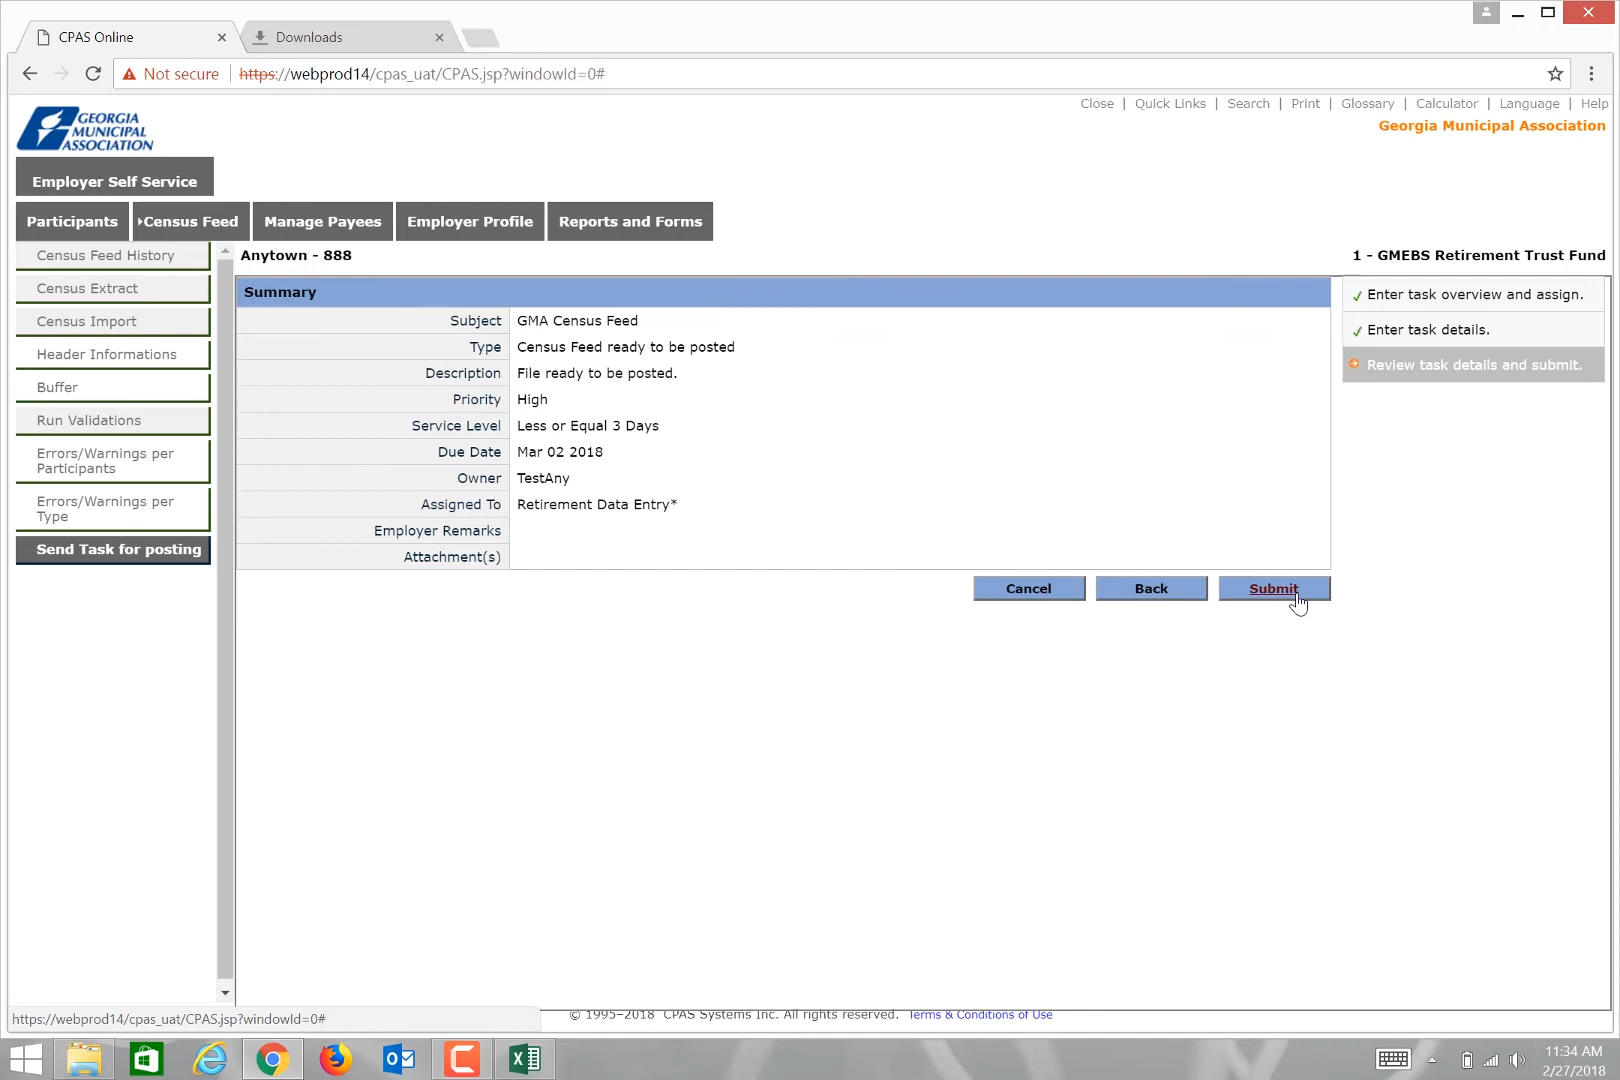 CPAS Online
Downloads
Not secure
https://webprod14/cpas_uat/CPAS.jsp?windowId=0#
Close | Quick Links | Search | Print | Glossary | Calculator | Language | Help
GEORGIA
MUNICIPAL
ASSOCIATION
Georgia Municipal Association
Employer Self Service
Participants
Census Feed
Manage Payees
Employer Profile
Reports and Forms
Census Feed History
Census Extract
Census Import
Header Informations
Buffer
Run Validations
Errors/Warnings per
Participants
Errors/Warnings per
Type
Send Task for posting
Anytown - 888
1 - GMEBS Retirement Trust Fund
Summary
Subject GMA Census Feed
Type Census Feed ready to be posted
Description File ready to be posted.
Priority High
Service Level Less or Equal 3 Days
Due Date Mar 02 2018
Owner TestAny
Assigned To Retirement Data Entry*
Employer Remarks
Attachment(s)
Cancel
Back
Submit
Enter task overview and assign.
Enter task details.
Review task details and submit.
https://webprod14/cpas_uat/CPAS.jsp?windowId=0#
© 1995-2018 CPAS Systems Inc. All rights reserved. Terms & Conditions of Use
11:34 AM
2/27/2018